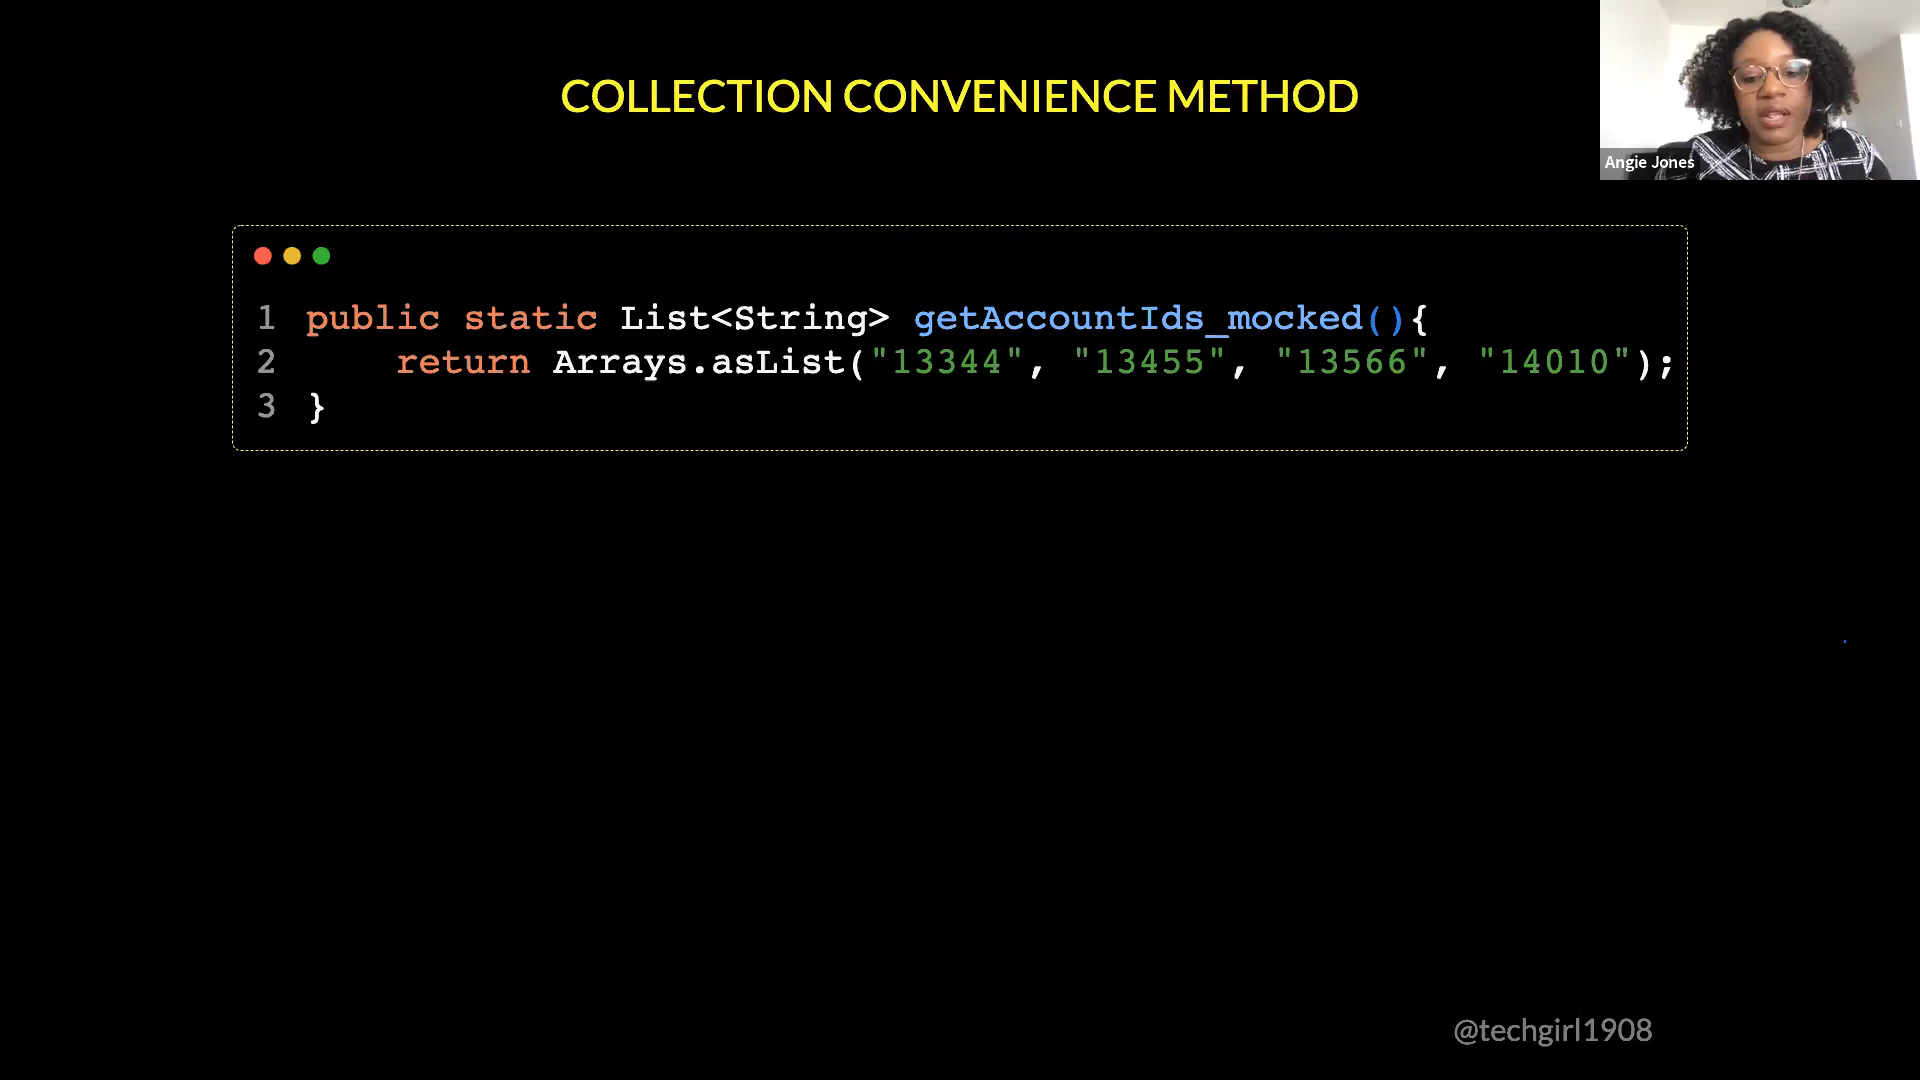 COLLECTION CONVENIENCE METHOD
Angie Jones
1 public static List<String> getAccountIds_mocked(){
2     return Arrays.asList("13344", "13455", "13566", "14010");
3 }
@techgirl1908